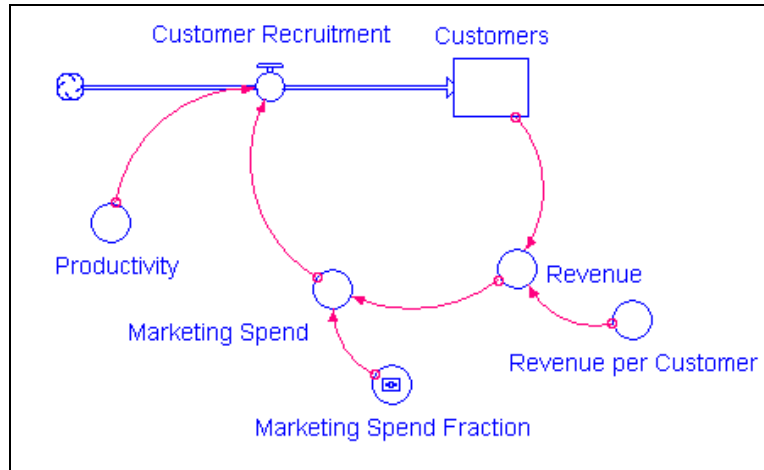 Customer Recruitment
Customers
Productivity
Revenue
Marketing Spend
Revenue per Customer
Marketing Spend Fraction